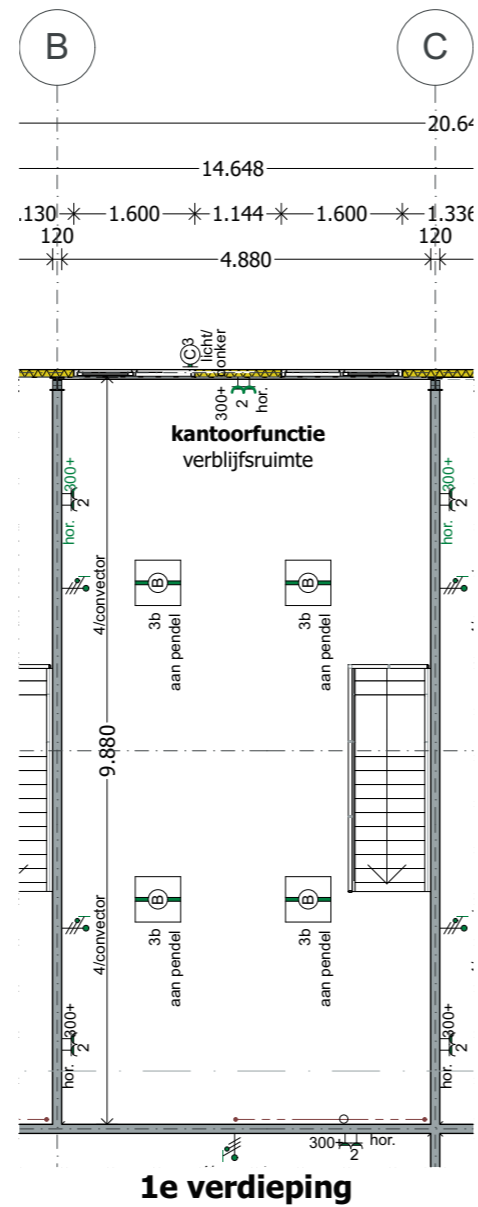 B
C
20.64
14.648
.130
1.600
1.144
1.600
1.336
120
4.880
120
C
3
licht/
donker
300+
2
hor.
kantoorfunctie
verblijfsruimte
300+
2
hor.
300+
2
hor.
4/convector
B
3b
aan pendel
B
3b
aan pendel
9.880
4/convector
B
3b
aan pendel
B
3b
aan pendel
300+
2
hor.
300+
2
hor.
300+
2
hor.
1e verdieping